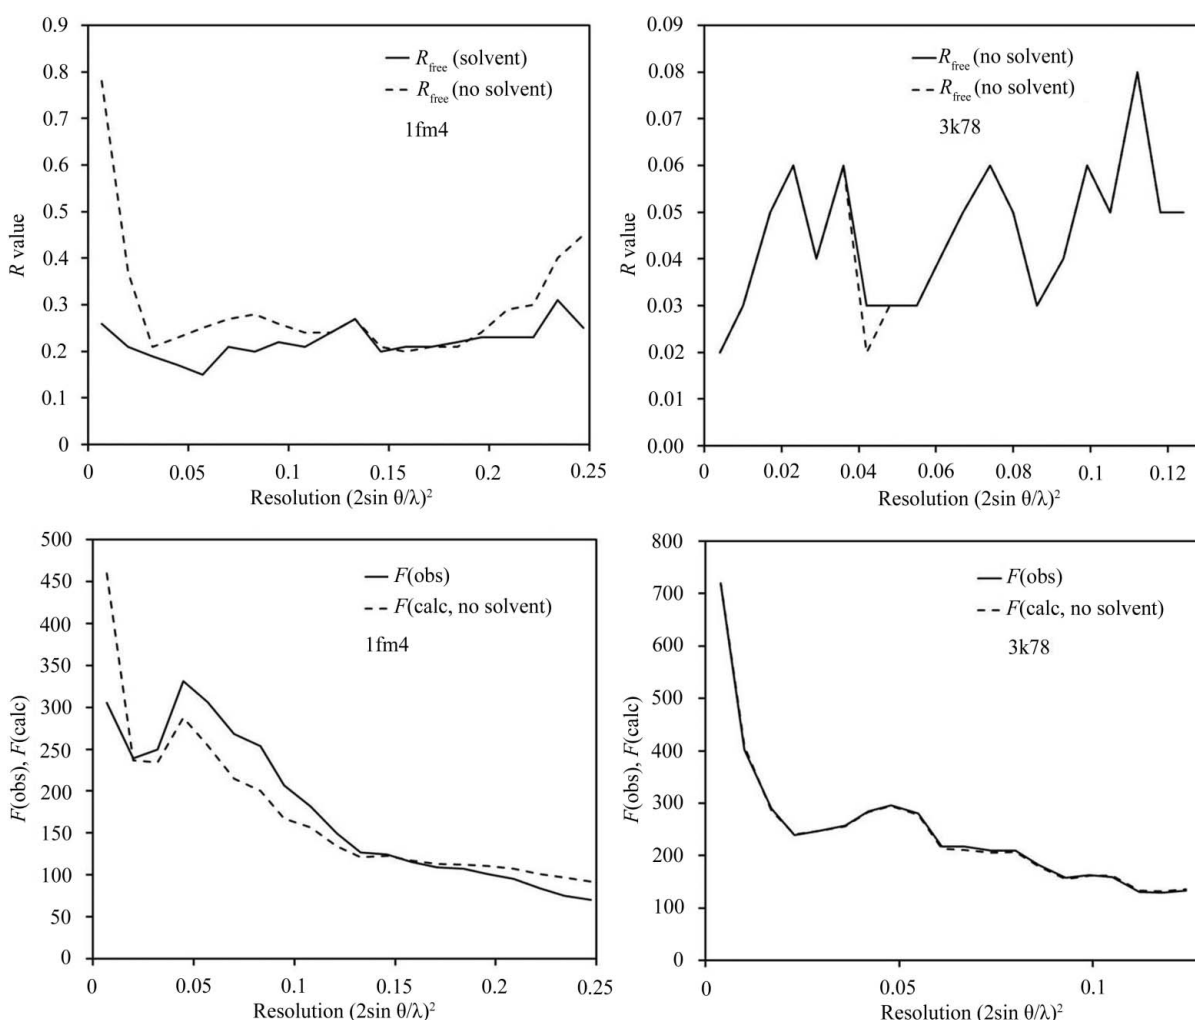 0.9
0.8
0.7
0.6
0.5
0.4
0.3
0.2
0.1
0
R value
R free (solvent)
R free (no solvent)
1fm4
0 0.05 0.1 0.15 0.2 0.25
Resolution (2sin θ/λ)²
0.09
0.08
0.07
0.06
0.05
0.04
0.03
0.02
0.01
0.00
R value
R free (no solvent)
R free (no solvent)
3k78
0 0.02 0.04 0.06 0.08 0.1 0.12
Resolution (2sin θ/λ)²
500
450
400
350
300
250
200
150
100
50
0
F(obs), F(calc)
F(obs)
F(calc, no solvent)
1fm4
0 0.05 0.1 0.15 0.2 0.25
Resolution (2sin θ/λ)²
800
700
600
500
400
300
200
100
0
F(obs), F(calc)
F(obs)
F(calc, no solvent)
3k78
0 0.05 0.1
Resolution (2sin θ/λ)²